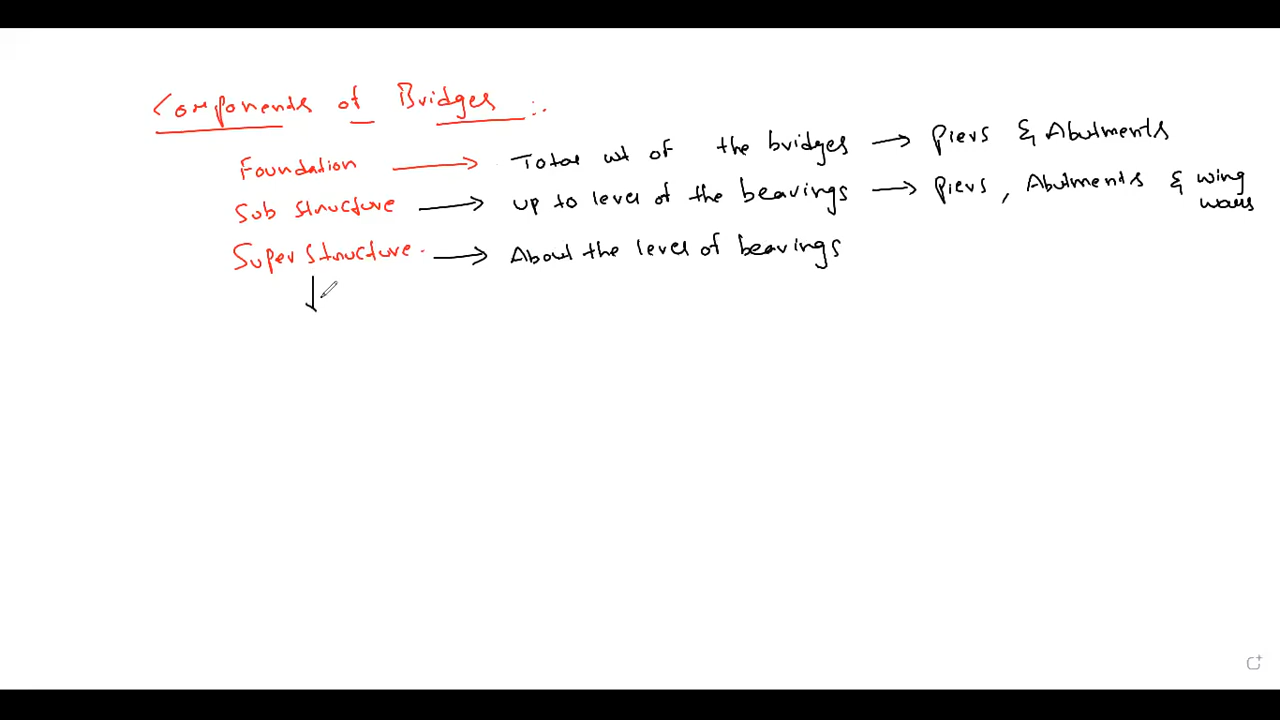 Components of Bridges :-
Foundation → Total wt of the bridges → piers & Abutments
Sub structure → up to level of the bearings → piers, Abutments & wing walls
Super structure. → About the level of bearings